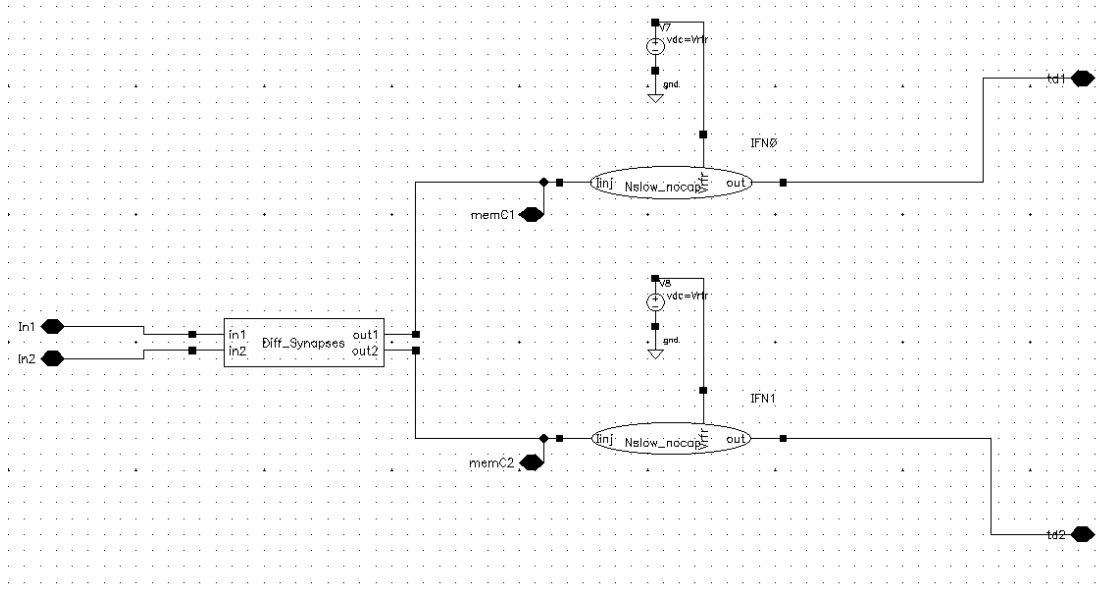 V7
vdc=Vrfr
gnd
td1
IFN0
Iinj
Nslow_nocap
Vrfr
out
memC1
V8
vdc=Vrfr
gnd
In1
in1
out1
Diff_Synapses
In2
in2
out2
IFN1
Iinj
Nslow_nocap
Vrfr
out
memC2
td2